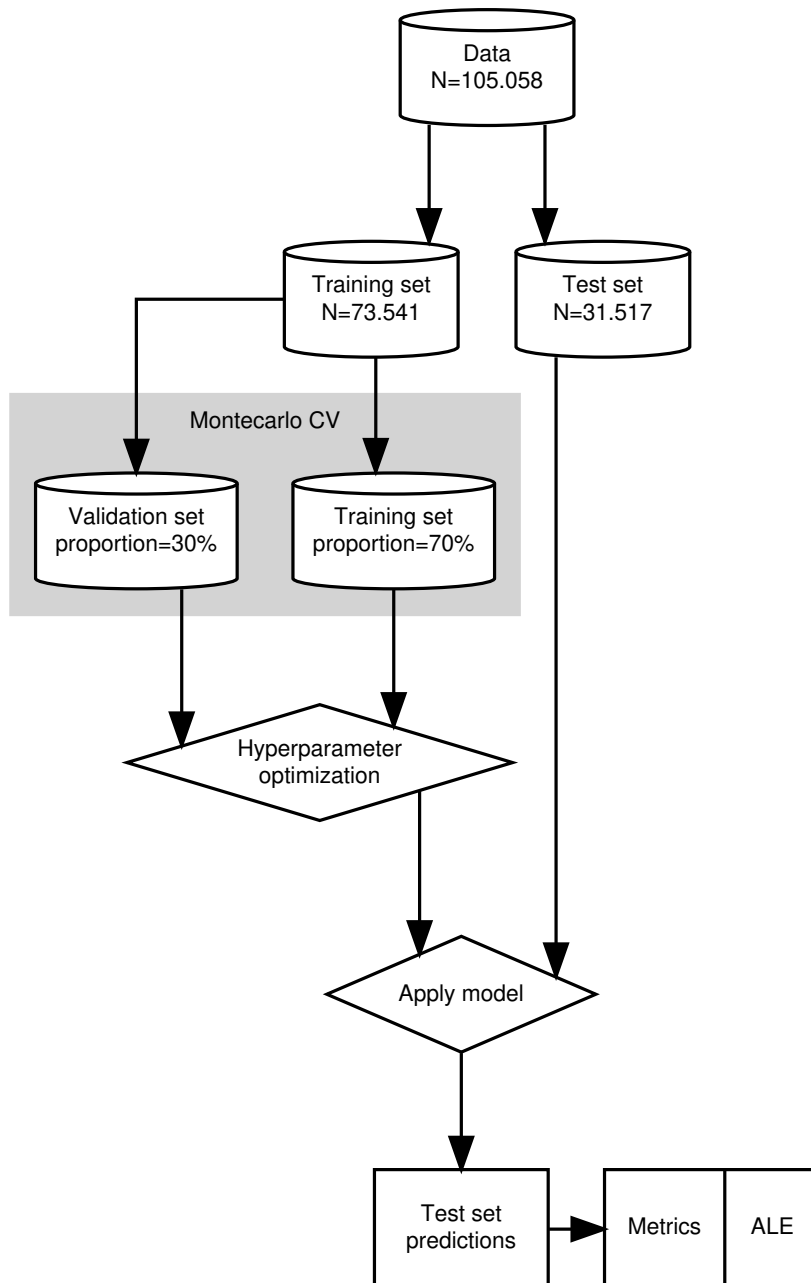 Data
N=105.058
Training set
N=73.541
Test set
N=31.517
Montecarlo CV
Validation set
proportion=30%
Training set
proportion=70%
Hyperparameter
optimization
Apply model
Test set
predictions
Metrics
ALE